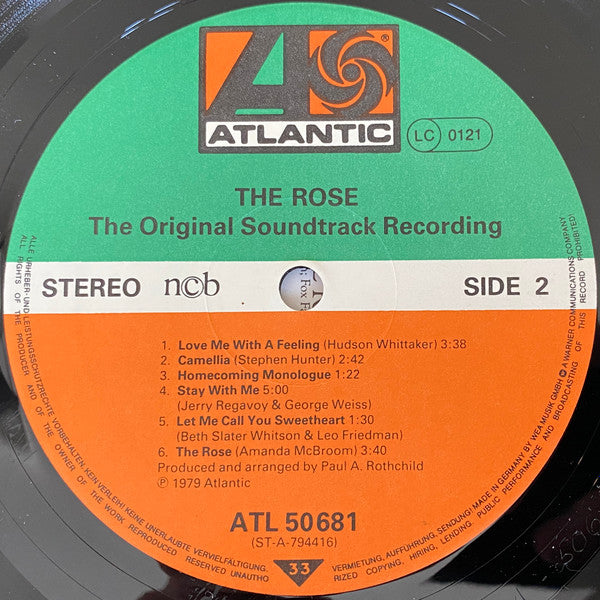 ATLANTIC
®
LC 0121
THE ROSE
The Original Soundtrack Recording
STEREO n©b
SIDE 2
1. Love Me With A Feeling (Hudson Whittaker) 3:38
2. Camellia (Stephen Hunter) 2:42
3. Homecoming Monologue 1:22
4. Stay With Me 5:00
(Jerry Regavoy & George Weiss)
5. Let Me Call You Sweetheart 1:30
(Beth Slater Whitson & Leo Friedman)
6. The Rose (Amanda McBroom) 3:40
Produced and arranged by Paul A. Rothchild
Ⓟ 1979 Atlantic
ATL 50681
(ST-A-794416)
33
ALLE URHEBER- UND LEISTUNGSSCHUTZRECHTE VORBEHALTEN. KEIN VERLEIH! KEINE UNERLAUBTE VERVIELFÄLTIGUNG, VERMIETUNG, AUFFÜHRUNG, SENDUNG! MADE IN GERMANY BY WEA MUSIK GMBH A WARNER COMMUNICATIONS COMPANY
ALL RIGHTS OF THE PRODUCER AND OF THE OWNER OF THE WORK REPRODUCED RESERVED UNAUTHORIZED COPYING, HIRING, LENDING, PUBLIC PERFORMANCE AND BROADCASTING OF THIS RECORD PROHIBITED